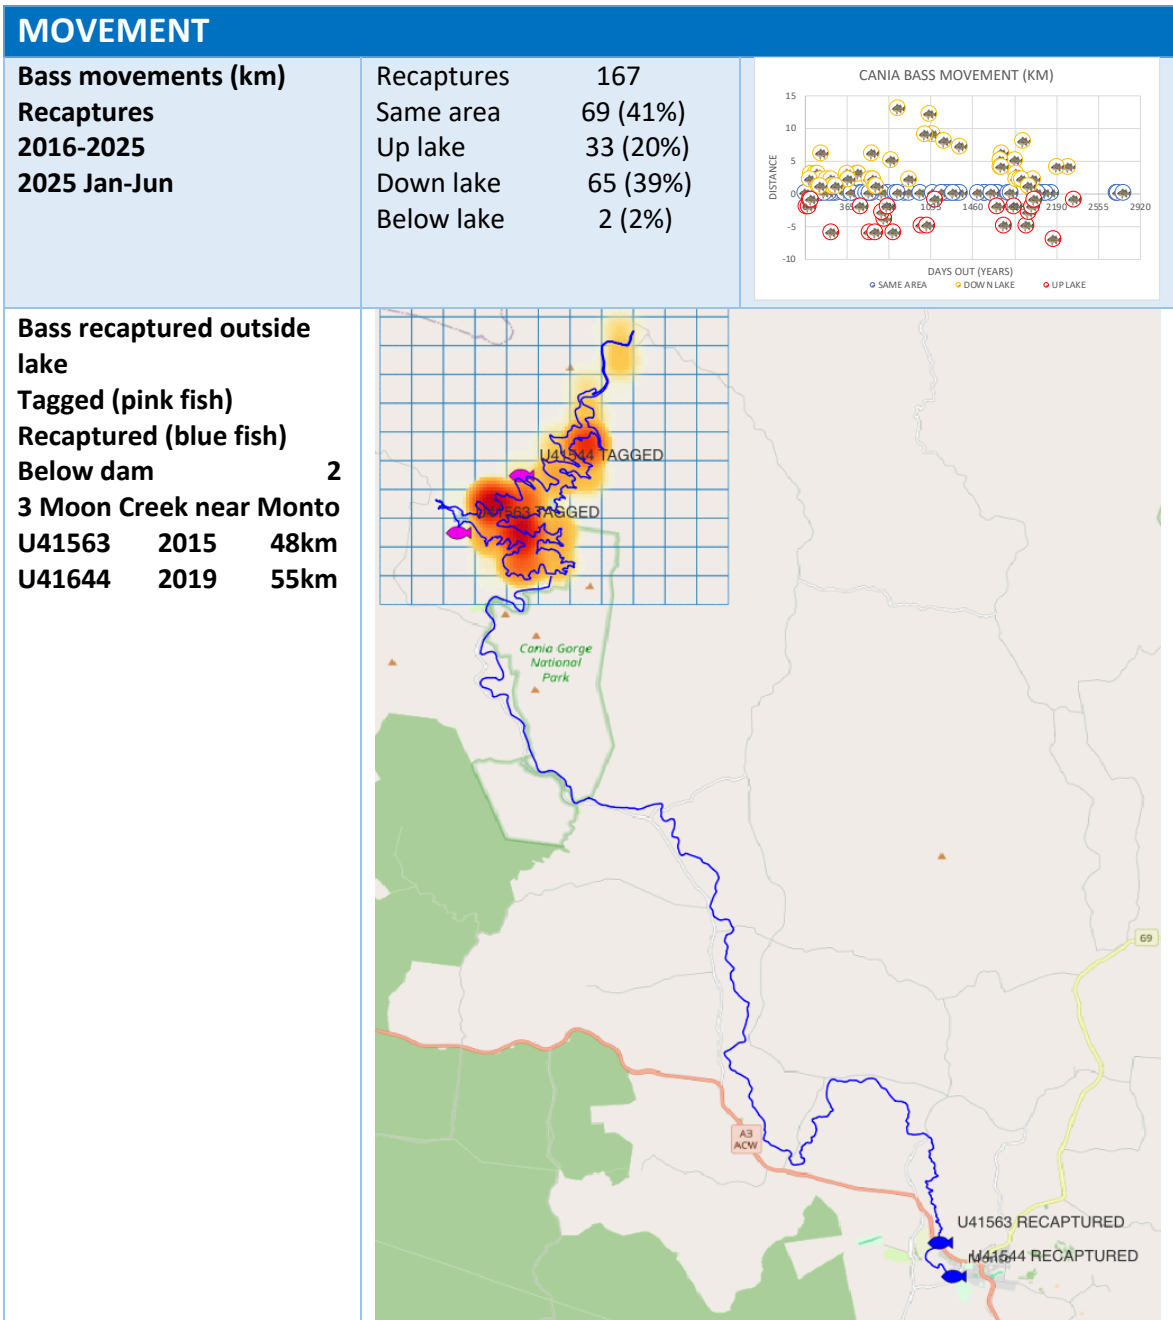 MOVEMENT
Bass movements (km)
Recaptures
2016-2025
2025 Jan-Jun
Recaptures 167
Same area 69 (41%)
Up lake 33 (20%)
Down lake 65 (39%)
Below lake 2 (2%)
CANIA BASS MOVEMENT (KM)
15
10
5
0
-5
-10
DISTANCE
365 1095 1460 2190 2555 2920
DAYS OUT (YEARS)
SAME AREA DOWN LAKE UP LAKE
Bass recaptured outside
lake
Tagged (pink fish)
Recaptured (blue fish)
Below dam 2
3 Moon Creek near Monto
U41563 2015 48km
U41644 2019 55km
U41544 TAGGED
U41563 TAGGED
Cania Gorge
National
Park
69
A3
ACW
U41563 RECAPTURED
U41544 RECAPTURED